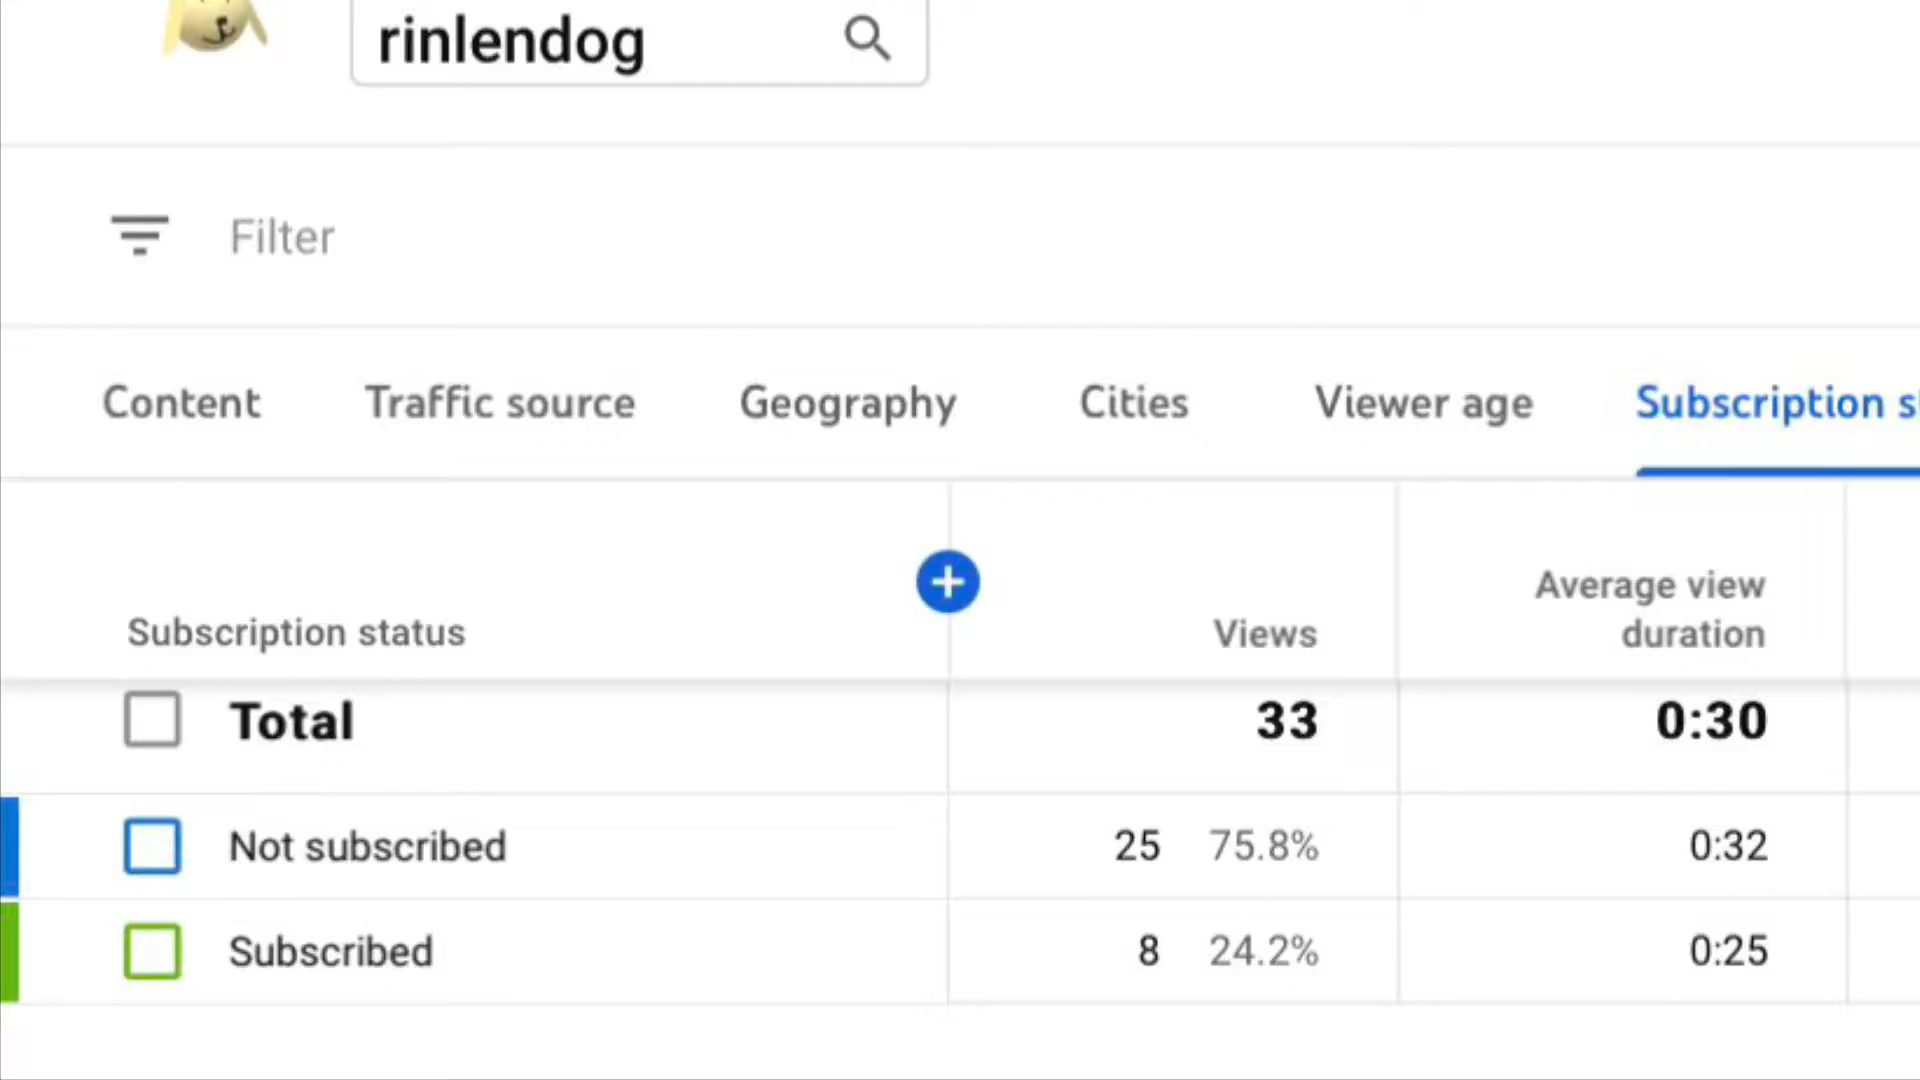 rinlendog
Filter
Content Traffic source Geography Cities Viewer age Subscription
Subscription status Views Average view
duration
Total 33 0:30
Not subscribed 25 75.8% 0:32
Subscribed 8 24.2% 0:25